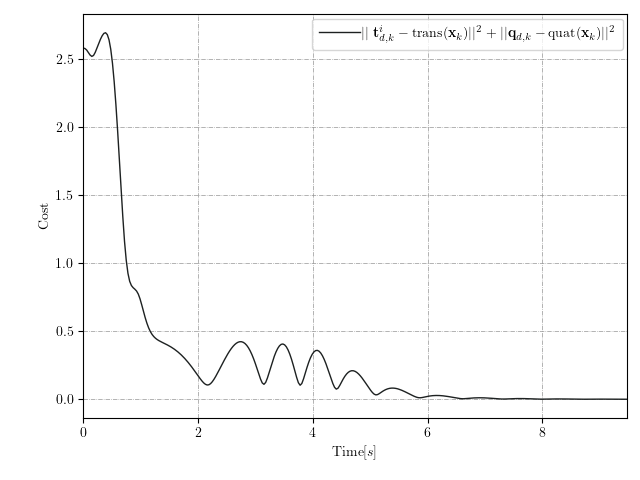 || t^i_{d,k} − trans(x_k)||² + ||q_{d,k} − quat(x_k)||²
2.5
2.0
1.5
1.0
0.5
0.0
Cost
0 2 4 6 8
Time[s]